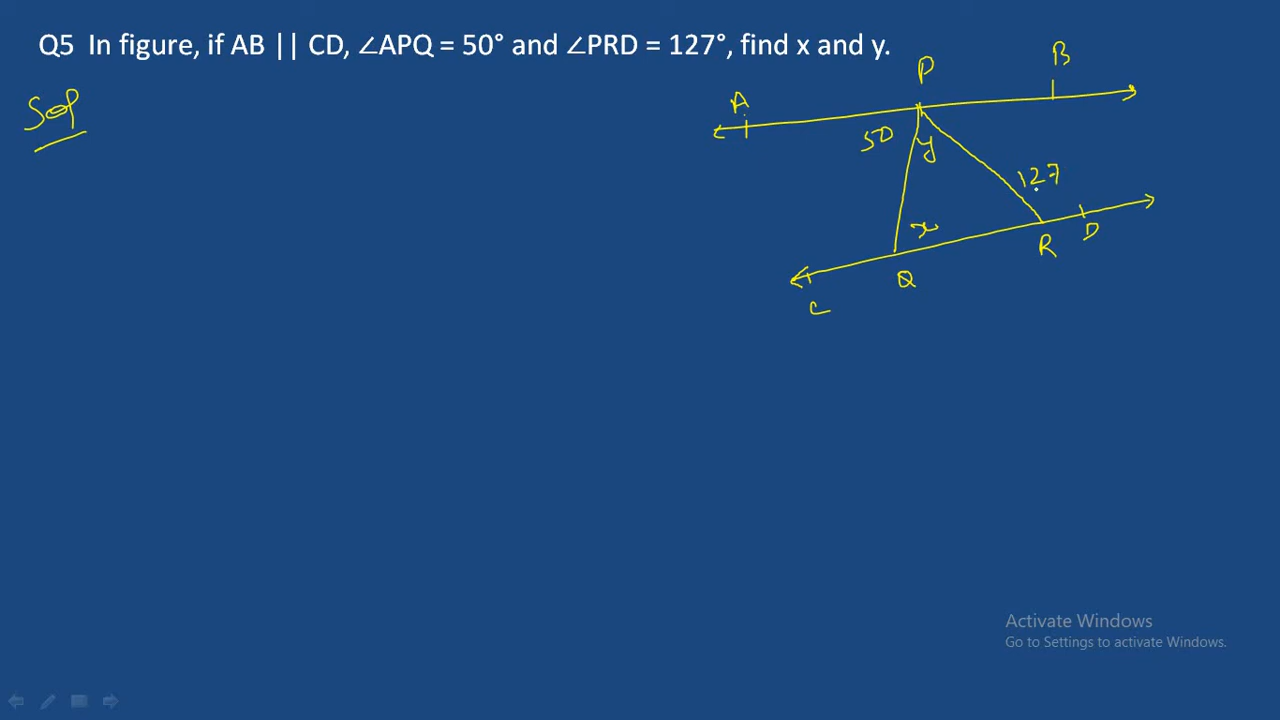 Q5 In figure, if AB || CD, ∠APQ = 50° and ∠PRD = 127°, find x and y.
Sol
P
B
A
50
y
127
x
R
D
Q
C
Activate Windows
Go to Settings to activate Windows.